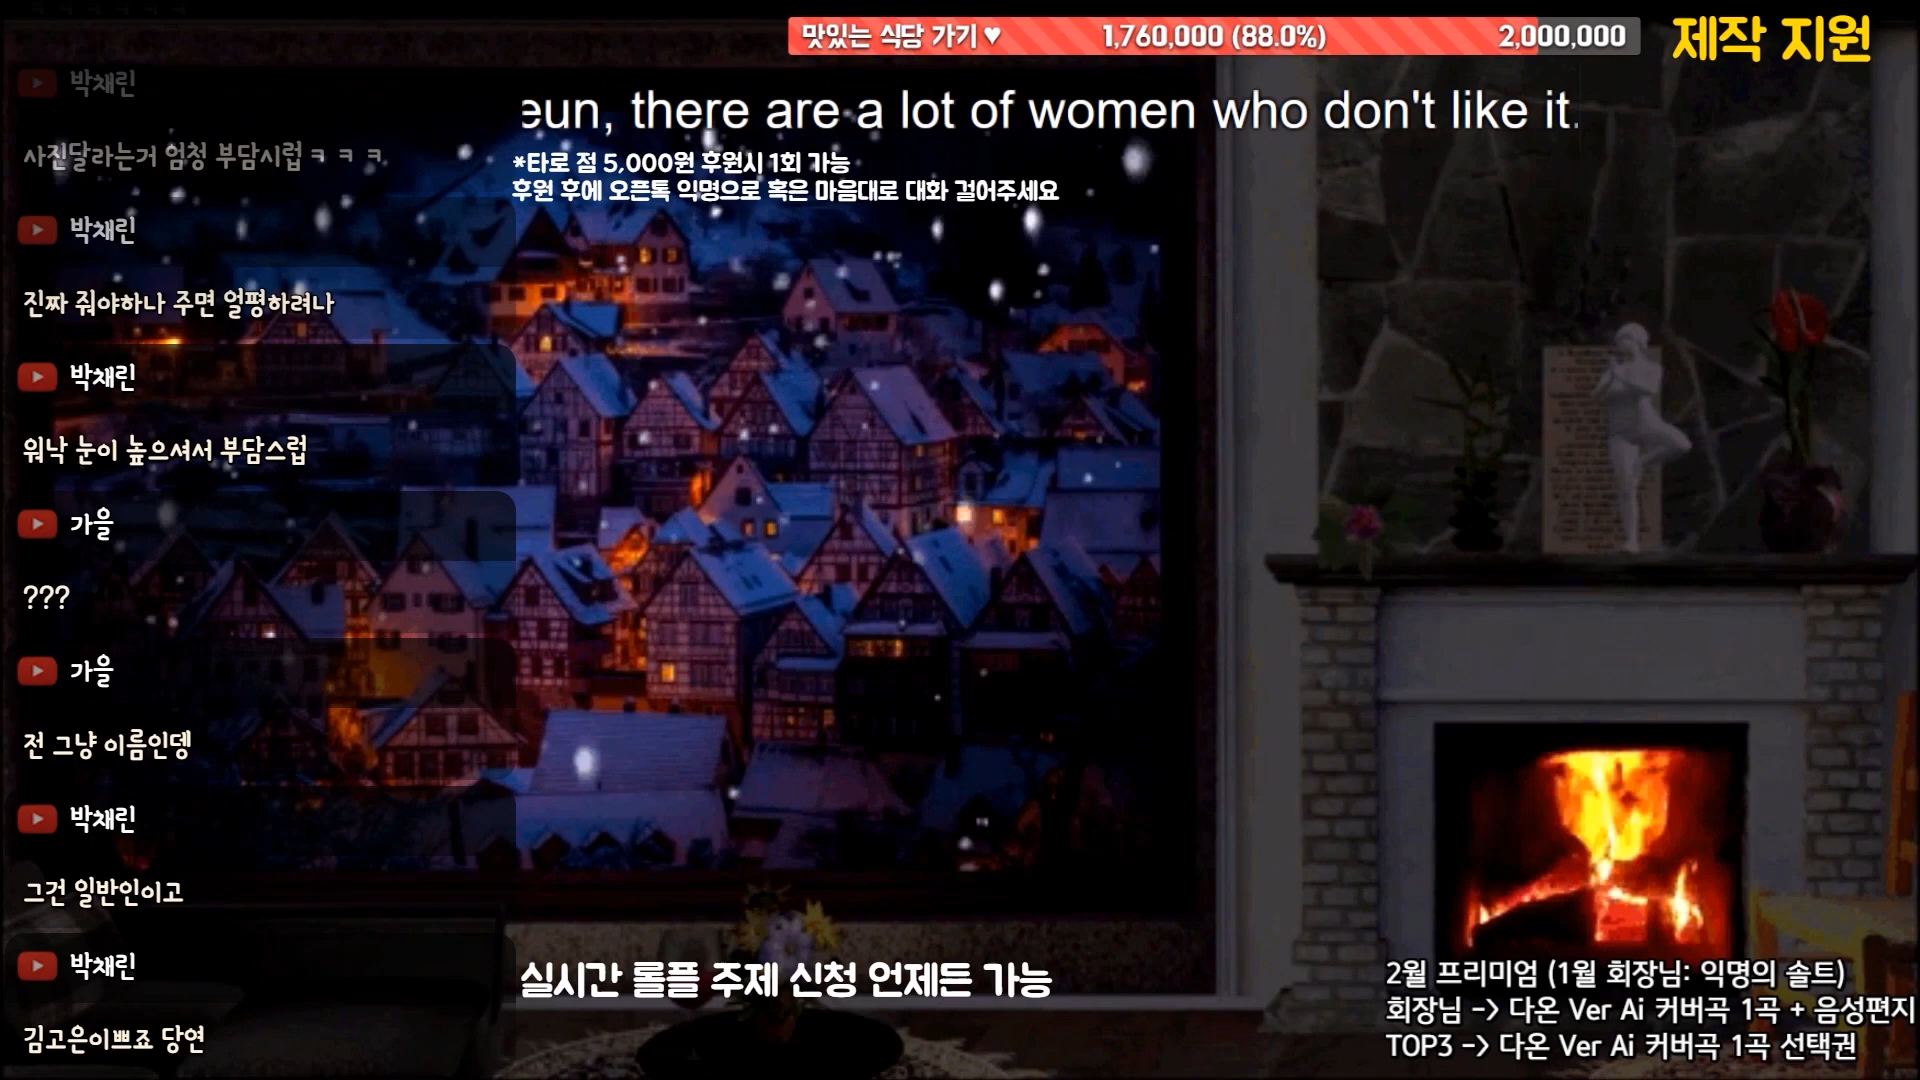 맛있는 식당 가기 ♥ 1,760,000 (88.0%) 2,000,000
제작 지원
eun, there are a lot of women who don't like it.
*타로 점 5,000원 후원시 1회 가능
후원 후에 오픈톡 익명으로 혹은 마음대로 대화 걸어주세요
박채린
사진달라는거 엄청 부담시럽ㅋㅋㅋ
박채린
진짜 줘야하나 주면 얼평하려나
박채린
워낙 눈이 높으셔서 부담스럽
가을
???
가을
전 그냥 이름인뎅
박채린
그건 일반인이고
박채린
김고은이쁘죠 당연
실시간 롤플 주제 신청 언제든 가능
2월 프리미엄 (1월 회장님: 익명의 솔트)
회장님 -> 다온 Ver Ai 커버곡 1곡 + 음성편지
TOP3 -> 다온 Ver Ai 커버곡 1곡 선택권